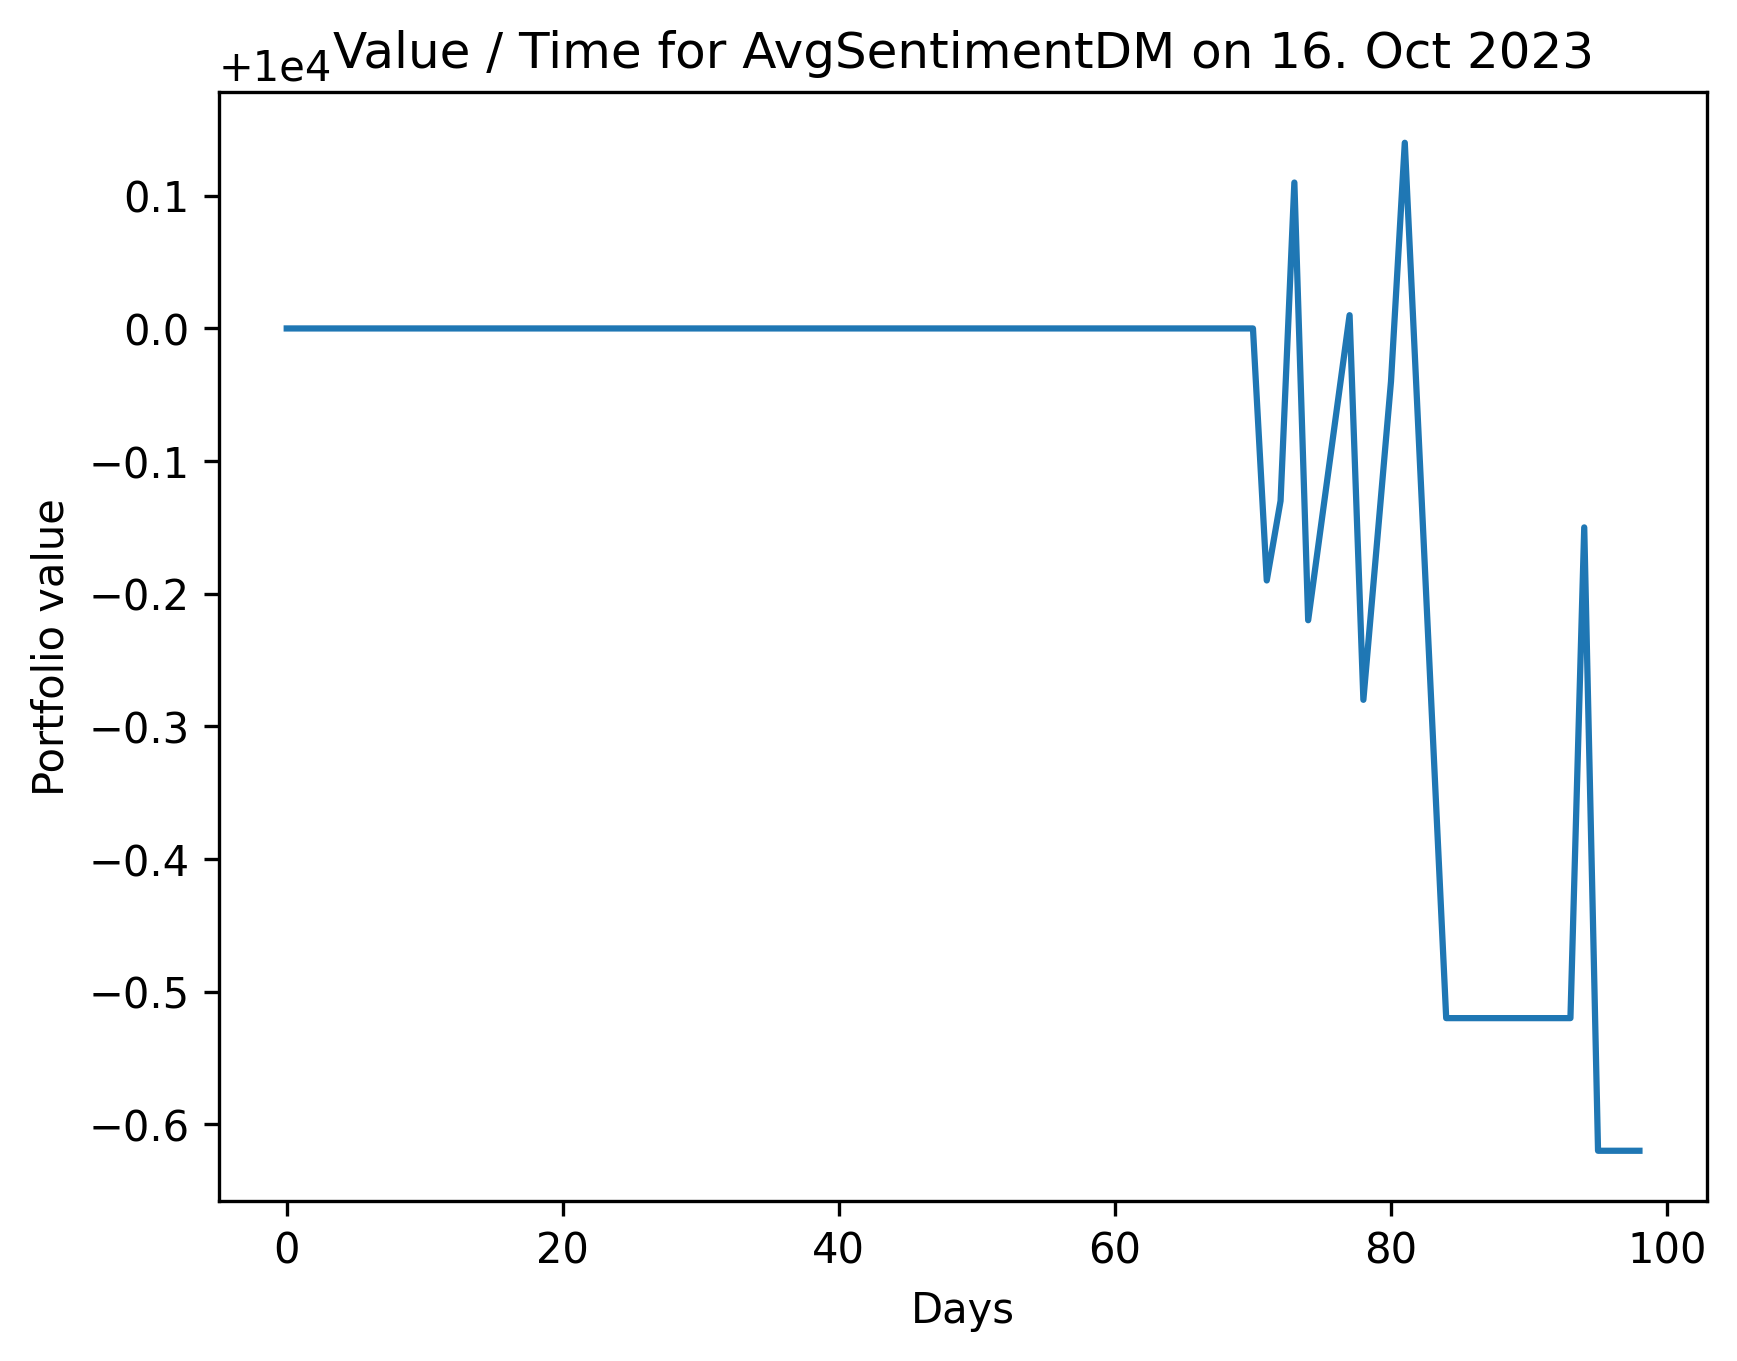 Value / Time for AvgSentimentDM on 16. Oct 2023
+1e4
0.1
0.0
−0.1
−0.2
−0.3
−0.4
−0.5
−0.6
Portfolio value
0 20 40 60 80 100
Days